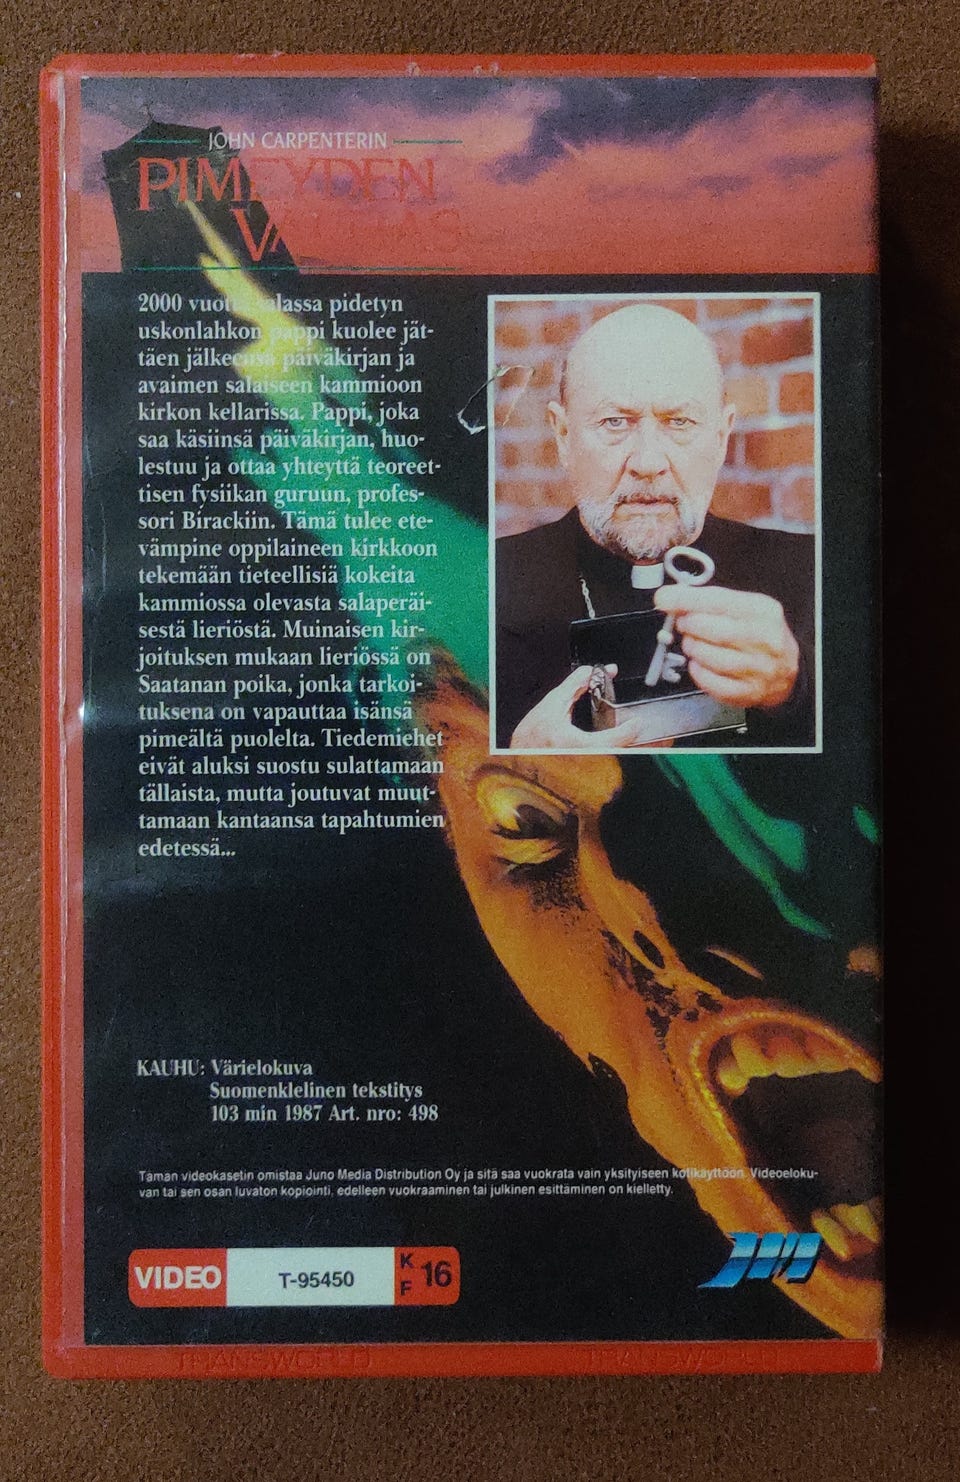 JOHN CARPENTERIN
PIMEYDEN
VALTIAS
2000 vuotta salassa pidetyn
uskonlahkon pappi kuolee jät-
täen jälkeensä päiväkirjan ja
avaimen salaiseen kammioon
kirkon kellarissa. Pappi, joka
saa käsiinsä päiväkirjan, huo-
lestuu ja ottaa yhteyttä teoreet-
tisen fysiikan guruun, profes-
sori Birackiin. Tämä tulee ete-
vämpine oppilaineen kirkkoon
tekemään tieteellisiä kokeita
kammiossa olevasta salaperäi-
sestä lieriöstä. Muinaisen kir-
joituksen mukaan lieriössä on
Saatanan poika, jonka tarkoi-
tuksena on vapauttaa isänsä
pimeältä puolelta. Tiedemiehet
eivät aluksi suostu sulattamaan
tällaista, mutta joutuvat muut-
tamaan kantaansa tapahtumien
edetessä...
KAUHU: Värielokuva
Suomenklelinen tekstitys
103 min 1987 Art. nro: 498
Tämän videokasetin omistaa Juno Media Distribution Oy ja sitä saa vuokrata vain yksityiseen kotikäyttöön. Videoeloku-
van tai sen osan luvaton kopiointi, edelleen vuokraaminen tai julkinen esittäminen on kielletty.
VIDEO T-95450 KF 16
TRANSWORLD TRANSWORLD